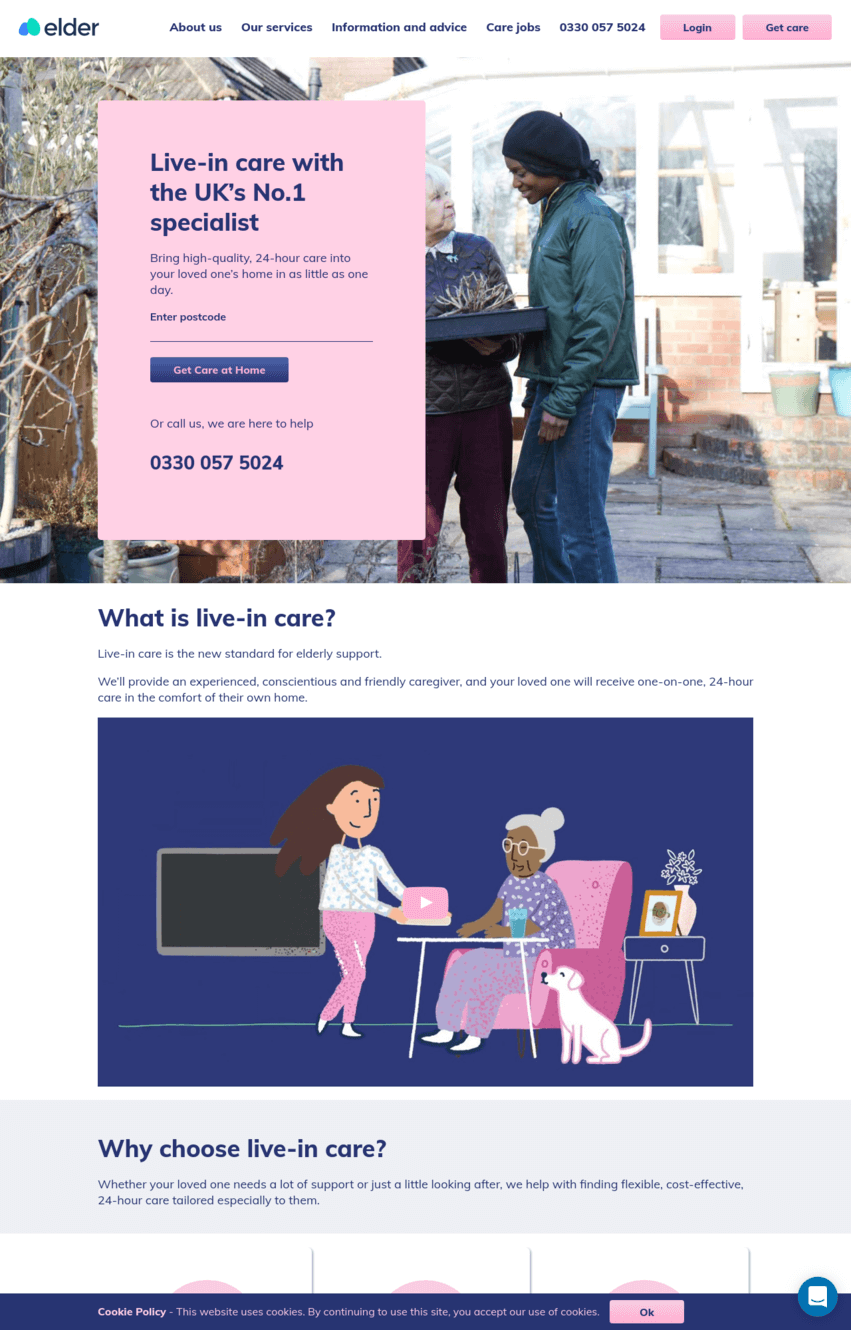 elder
About us
Our services
Information and advice
Care jobs
0330 057 5024
Login
Get care
Live-in care with
the UK’s No.1
specialist
Bring high-quality, 24-hour care into
your loved one's home in as little as one
day.
Enter postcode
Get Care at Home
Or call us, we are here to help
0330 057 5024
What is live-in care?
Live-in care is the new standard for elderly support.
We’ll provide an experienced, conscientious and friendly caregiver, and your loved one will receive one-on-one, 24-hour
care in the comfort of their own home.
Why choose live-in care?
Whether your loved one needs a lot of support or just a little looking after, we help with finding flexible, cost-effective,
24-hour care tailored especially to them.
Cookie Policy - This website uses cookies. By continuing to use this site, you accept our use of cookies.
Ok